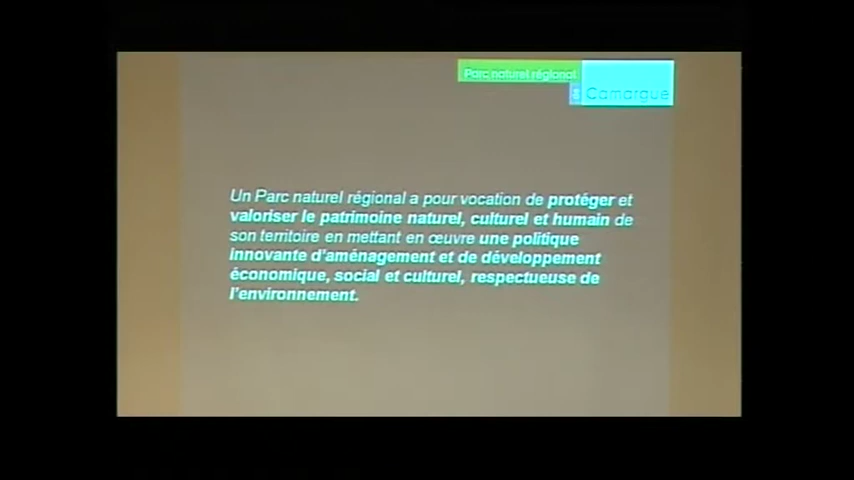 Parc naturel régional
Camargue
Un Parc naturel régional a pour vocation de protéger et
valoriser le patrimoine naturel, culturel et humain de
son territoire en mettant en œuvre une politique
innovante d'aménagement et de développement
économique, social et culturel, respectueuse de
l'environnement.